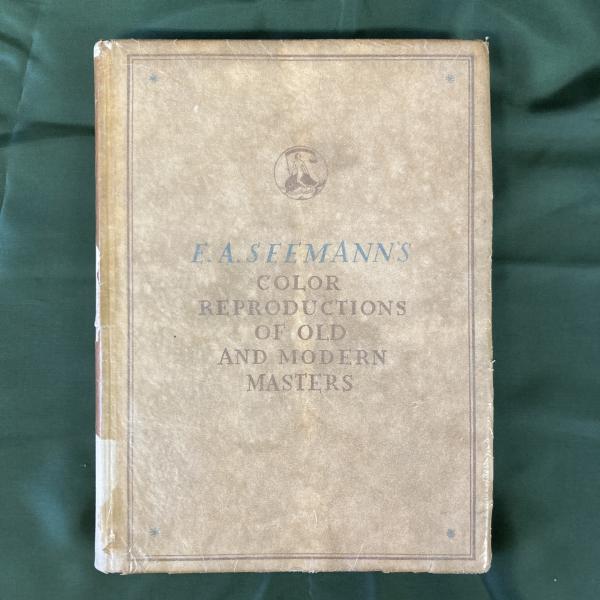 E. A. SEEMANN'S
COLOR
REPRODUCTIONS
OF OLD
AND MODERN
MASTERS